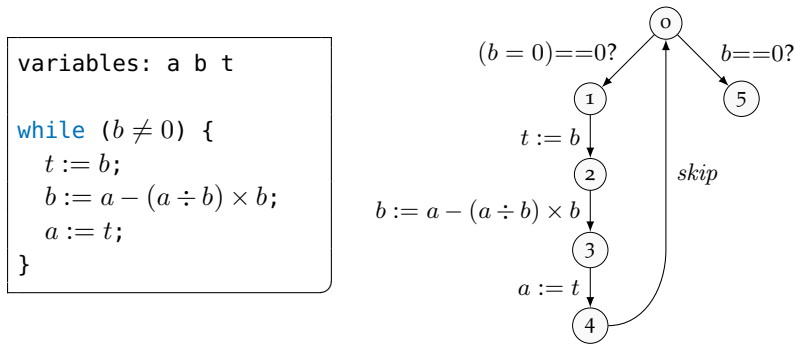 variables: a b t
while (b ≠ 0) {
t := b;
b := a − (a ÷ b) × b;
a := t;
}
0
(b = 0)==0?
b==0?
1
5
t := b
2
skip
b := a − (a ÷ b) × b
3
a := t
4